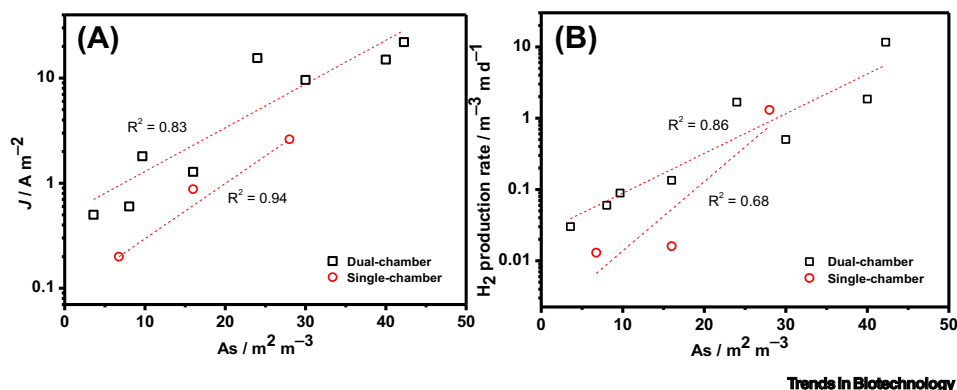 (A)
J / A m⁻²
10
1
0.1
R² = 0.83
R² = 0.94
Dual-chamber
Single-chamber
0 10 20 30 40 50
As / m² m⁻³
(B)
H₂ production rate / m⁻³ m d⁻¹
10
1
0.1
0.01
R² = 0.86
R² = 0.68
Dual-chamber
Single-chamber
0 10 20 30 40 50
As / m² m⁻³
Trends in Biotechnology